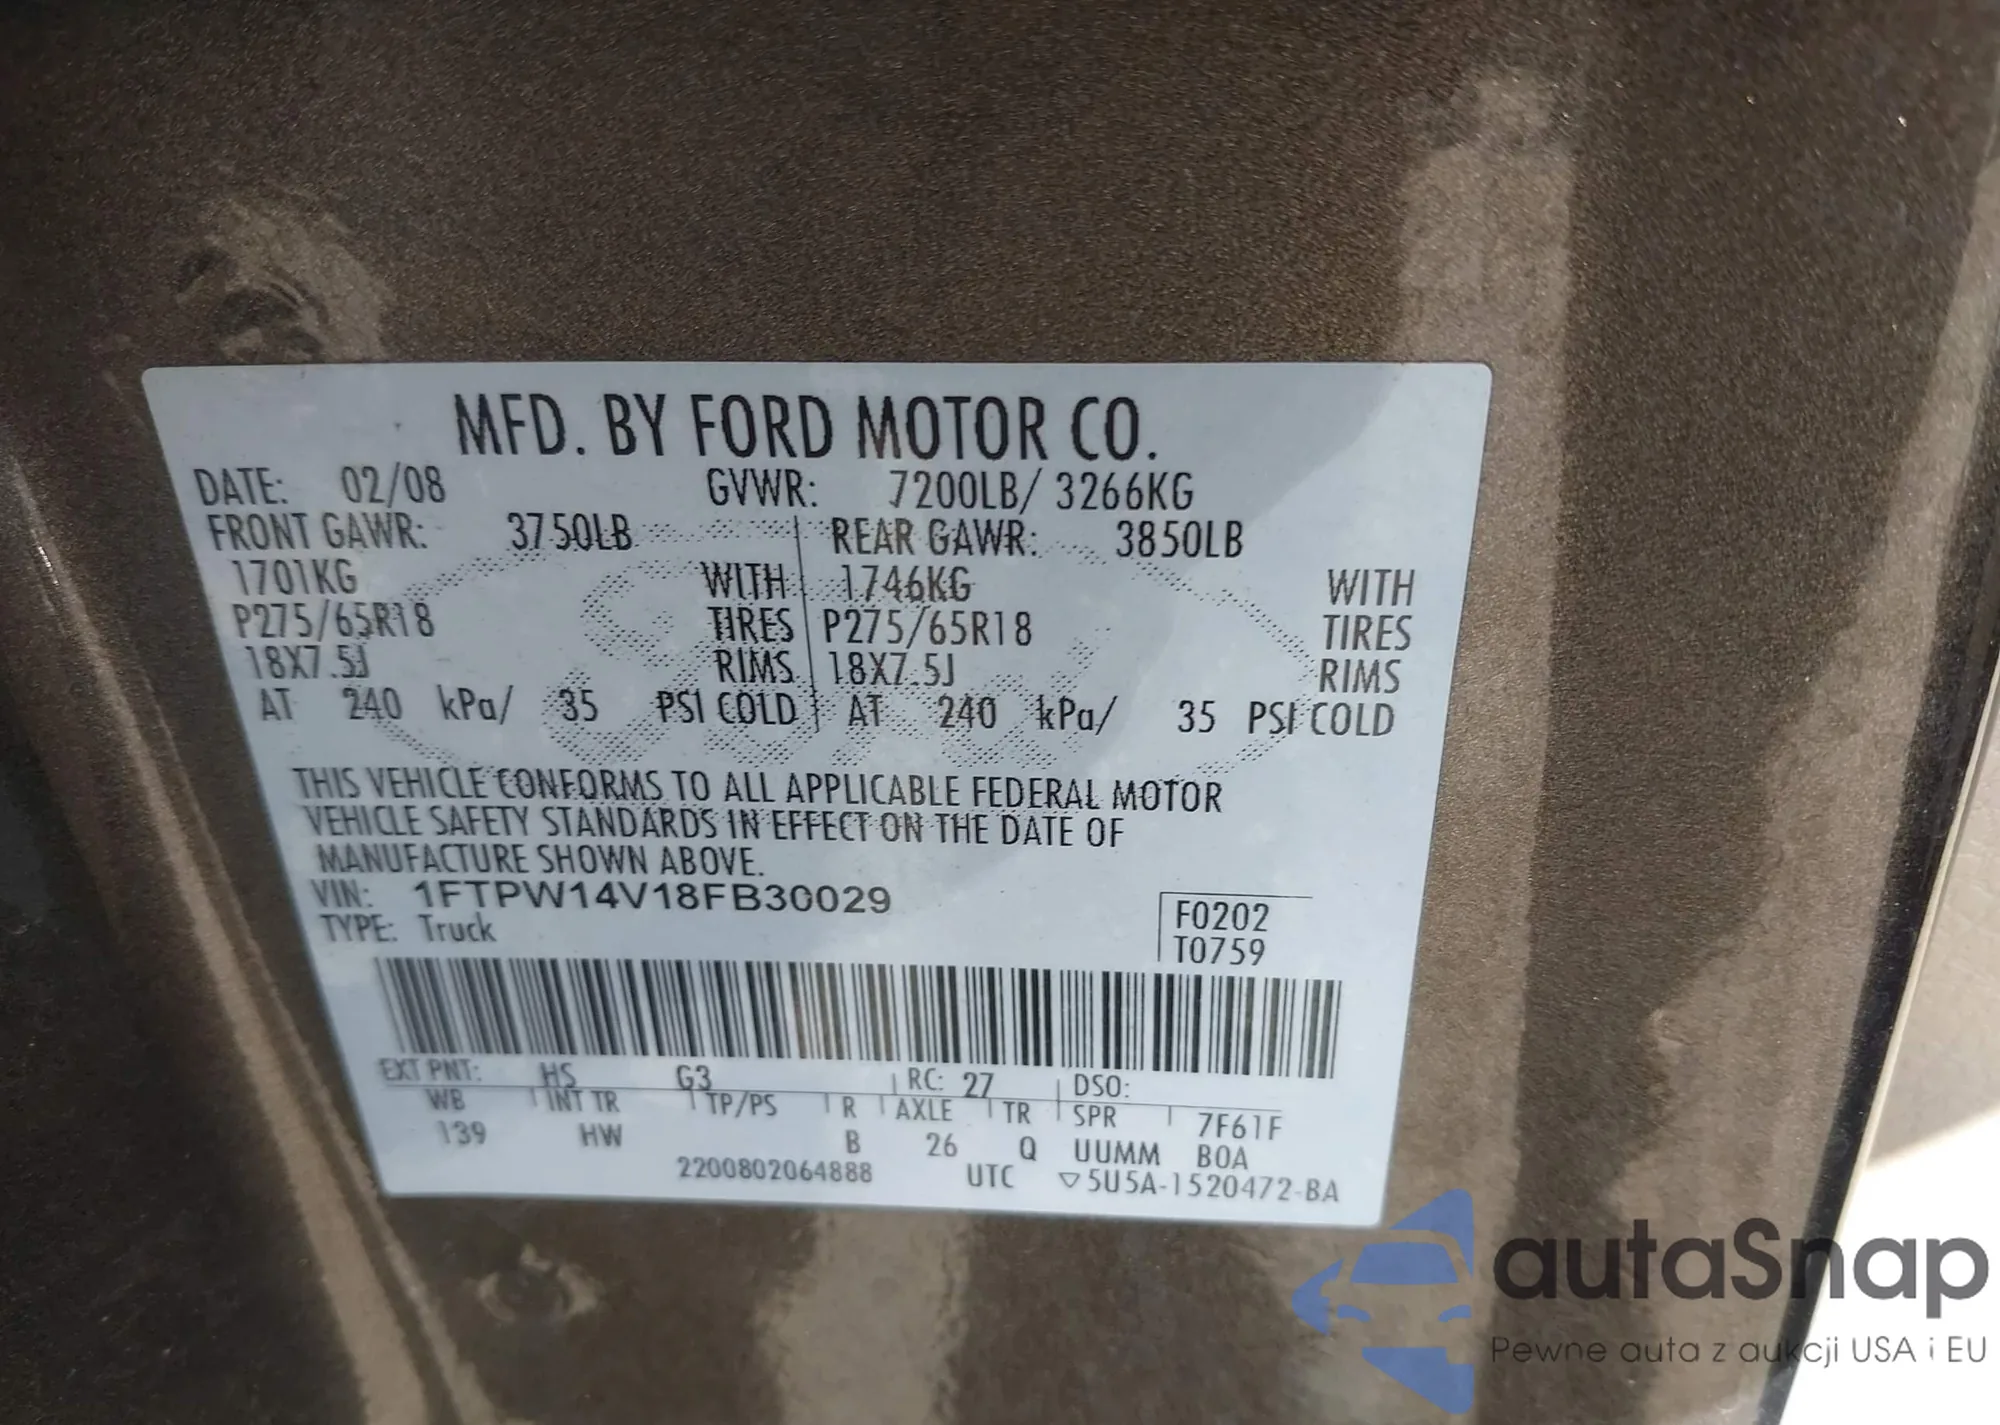 MFD. BY FORD MOTOR CO.
DATE: 02/08 GVWR: 7200LB/ 3266KG
FRONT GAWR: 3750LB REAR GAWR: 3850LB
1701KG WITH 1746KG WITH
P275/65R18 TIRES P275/65R18 TIRES
18X7.5J RIMS 18X7.5J RIMS
AT 240 kPa/ 35 PSI COLD AT 240 kPa/ 35 PSI COLD
THIS VEHICLE CONFORMS TO ALL APPLICABLE FEDERAL MOTOR
VEHICLE SAFETY STANDARDS IN EFFECT ON THE DATE OF
MANUFACTURE SHOWN ABOVE.
VIN: 1FTPW14V18FB30029
TYPE: Truck
F0202
T0759
EXT PNT: HS G3 RC: 27 DSO:
WB INT TR TP/PS R AXLE TR SPR 7F61F
139 HW B 26 Q UUMM BOA
2200802064888 UTC ▽5U5A-1520472-BA
autaSnap
Pewne auta z aukcji USA i EU